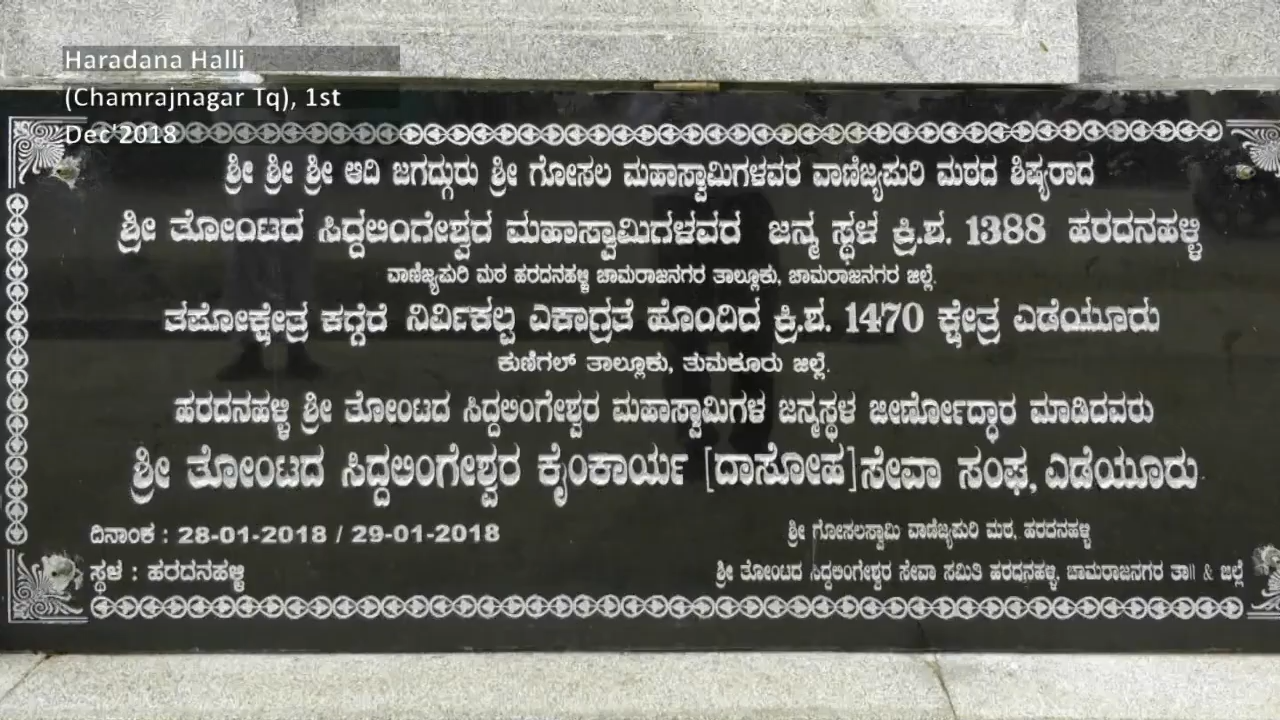 Haradana Halli
(Chamrajnagar Tq), 1st
Dec'2018
ಶ್ರೀ ಶ್ರೀ ಶ್ರೀ ಆದಿ ಜಗದ್ಗುರು ಶ್ರೀ ಗೋಸಲ ಮಹಾಸ್ವಾಮಿಗಳವರ ವಾಣಿಜ್ಯಪುರಿ ಮಠದ ಶಿಷ್ಯರಾದ
ಶ್ರೀ ತೋಂಟದ ಸಿದ್ದಲಿಂಗೇಶ್ವರ ಮಹಾಸ್ವಾಮಿಗಳವರ ಜನ್ಮ ಸ್ಥಳ ಕ್ರಿ.ಶ. 1388 ಹರದನಹಳ್ಳಿ
ವಾಣಿಜ್ಯಪುರಿ ಮಠ ಹರದನಹಳ್ಳಿ ಚಾಮರಾಜನಗರ ತಾಲ್ಲೂಕು, ಚಾಮರಾಜನಗರ ಜಿಲ್ಲೆ.
ತಪೋಕ್ಷೇತ್ರ ಕಗ್ಗೆರೆ ನಿರ್ವಿಕಲ್ಪ ಏಕಾಗ್ರತೆ ಹೊಂದಿದ ಕ್ರಿ.ಶ. 1470 ಕ್ಷೇತ್ರ ಎಡೆಯೂರು
ಕುಣಿಗಲ್ ತಾಲ್ಲೂಕು, ತುಮಕೂರು ಜಿಲ್ಲೆ.
ಹರದನಹಳ್ಳಿ ಶ್ರೀ ತೋಂಟದ ಸಿದ್ದಲಿಂಗೇಶ್ವರ ಮಹಾಸ್ವಾಮಿಗಳ ಜನ್ಮಸ್ಥಳ ಜೀರ್ಣೋದ್ಧಾರ ಮಾಡಿದವರು
ಶ್ರೀ ತೋಂಟದ ಸಿದ್ದಲಿಂಗೇಶ್ವರ ಕೈಂಕಾರ್ಯ [ದಾಸೋಹ] ಸೇವಾ ಸಂಘ, ಎಡೆಯೂರು
ದಿನಾಂಕ : 28-01-2018 / 29-01-2018
ಶ್ರೀ ಗೋಸಲಸ್ವಾಮಿ ವಾಣಿಜ್ಯಪುರಿ ಮಠ, ಹರದನಹಳ್ಳಿ
ಸ್ಥಳ : ಹರದನಹಳ್ಳಿ
ಶ್ರೀ ತೋಂಟದ ಸಿದ್ದಲಿಂಗೇಶ್ವರ ಸೇವಾ ಸಮಿತಿ ಹರದನಹಳ್ಳಿ, ಚಾಮರಾಜನಗರ ತಾ|| & ಜಿಲ್ಲೆ